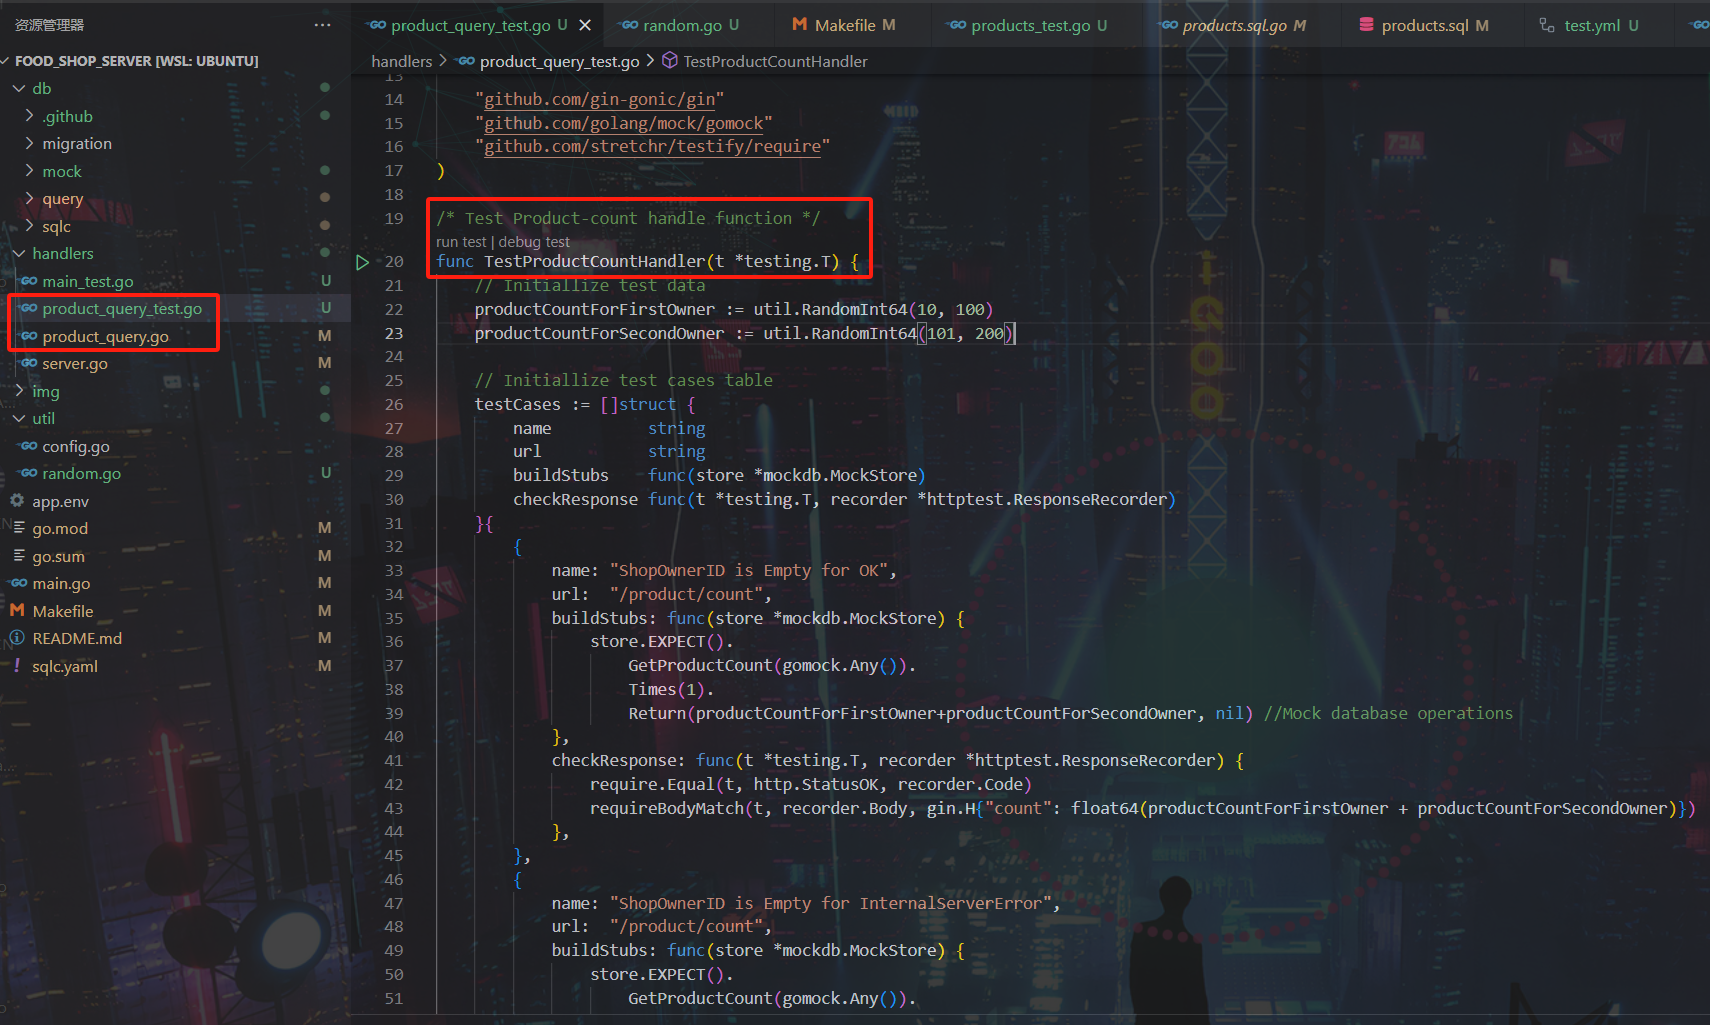 资源管理器
···
product_query_test.go U
random.go U
Makefile M
products_test.go U
products.sql.go M
products.sql M
test.yml U
FOOD_SHOP_SERVER [WSL: UBUNTU]
handlers > product_query_test.go > TestProductCountHandler
db
.github
migration
mock
query
sqlc
handlers
main_test.go U
product_query_test.go U
product_query.go M
server.go M
img
util
config.go
random.go U
app.env
go.mod M
go.sum M
main.go M
Makefile M
README.md M
sqlc.yaml M
13
14 "github.com/gin-gonic/gin"
15 "github.com/golang/mock/gomock"
16 "github.com/stretchr/testify/require"
17 )
18
19 /* Test Product-count handle function */
run test | debug test
20 func TestProductCountHandler(t *testing.T) {
21 // Initiallize test data
22 productCountForFirstOwner := util.RandomInt64(10, 100)
23 productCountForSecondOwner := util.RandomInt64(101, 200)
24
25 // Initiallize test cases table
26 testCases := []struct {
27 name string
28 url string
29 buildStubs func(store *mockdb.MockStore)
30 checkResponse func(t *testing.T, recorder *httptest.ResponseRecorder)
31 }{
32 {
33 name: "ShopOwnerID is Empty for OK",
34 url: "/product/count",
35 buildStubs: func(store *mockdb.MockStore) {
36 store.EXPECT().
37 GetProductCount(gomock.Any()).
38 Times(1).
39 Return(productCountForFirstOwner+productCountForSecondOwner, nil) //Mock database operations
40 },
41 checkResponse: func(t *testing.T, recorder *httptest.ResponseRecorder) {
42 require.Equal(t, http.StatusOK, recorder.Code)
43 requireBodyMatch(t, recorder.Body, gin.H{"count": float64(productCountForFirstOwner + productCountForSecondOwner)})
44 },
45 },
46 {
47 name: "ShopOwnerID is Empty for InternalServerError",
48 url: "/product/count",
49 buildStubs: func(store *mockdb.MockStore) {
50 store.EXPECT().
51 GetProductCount(gomock.Any()).